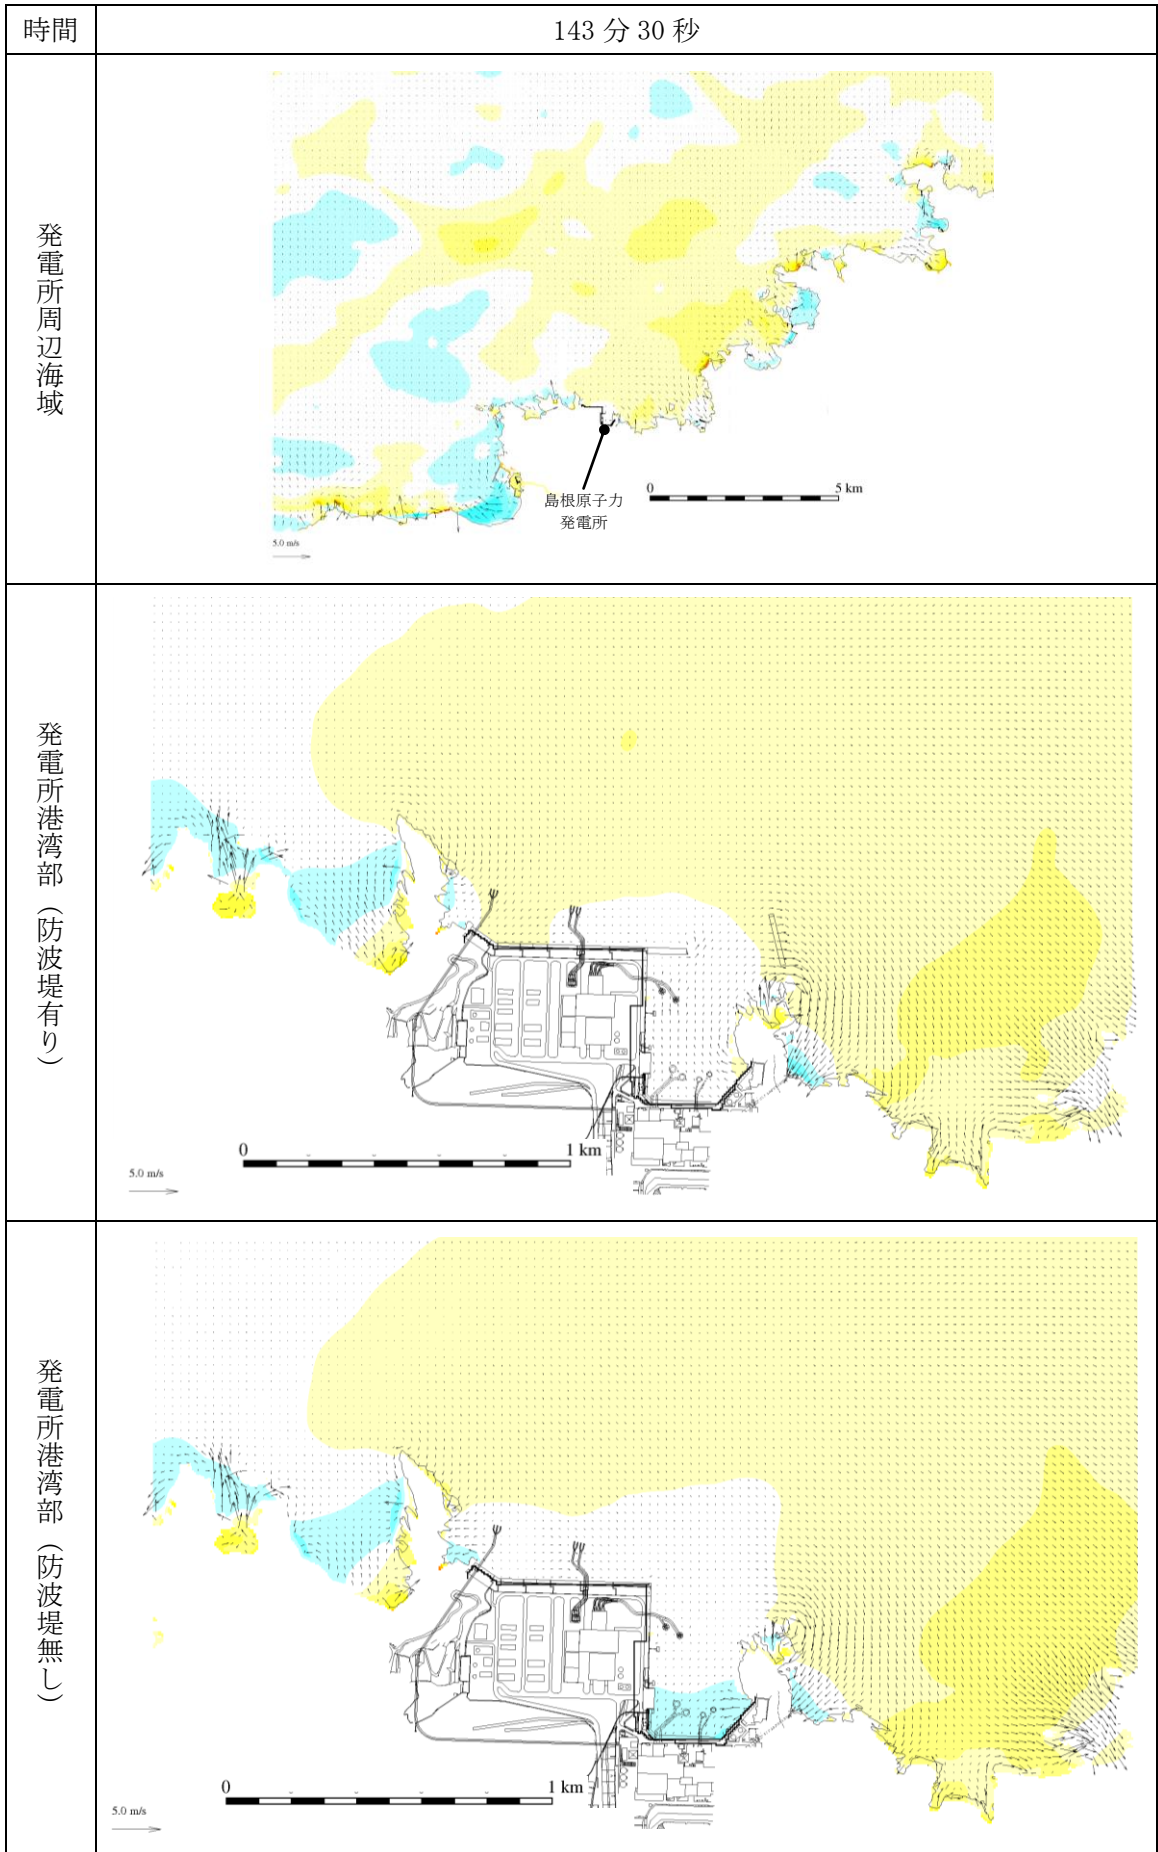 時間
143 分 30 秒
発電所周辺海域
島根原子力
発電所
0
5 km
5.0 m/s
発電所港湾部（防波堤有り）
0
1 km
5.0 m/s
発電所港湾部（防波堤無し）
0
1 km
5.0 m/s